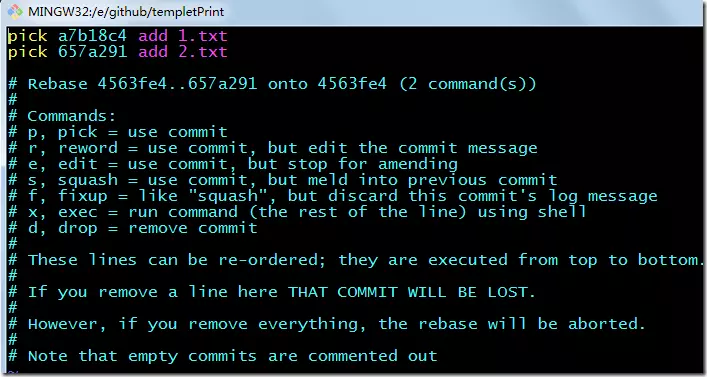 MINGW32:/e/github/templetPrint
pick a7b18c4 add 1.txt
pick 657a291 add 2.txt
# Rebase 4563fe4..657a291 onto 4563fe4 (2 command(s))
#
# Commands:
# p, pick = use commit
# r, reword = use commit, but edit the commit message
# e, edit = use commit, but stop for amending
# s, squash = use commit, but meld into previous commit
# f, fixup = like "squash", but discard this commit's log message
# x, exec = run command (the rest of the line) using shell
# d, drop = remove commit
#
# These lines can be re-ordered; they are executed from top to bottom.
#
# If you remove a line here THAT COMMIT WILL BE LOST.
#
# However, if you remove everything, the rebase will be aborted.
#
# Note that empty commits are commented out